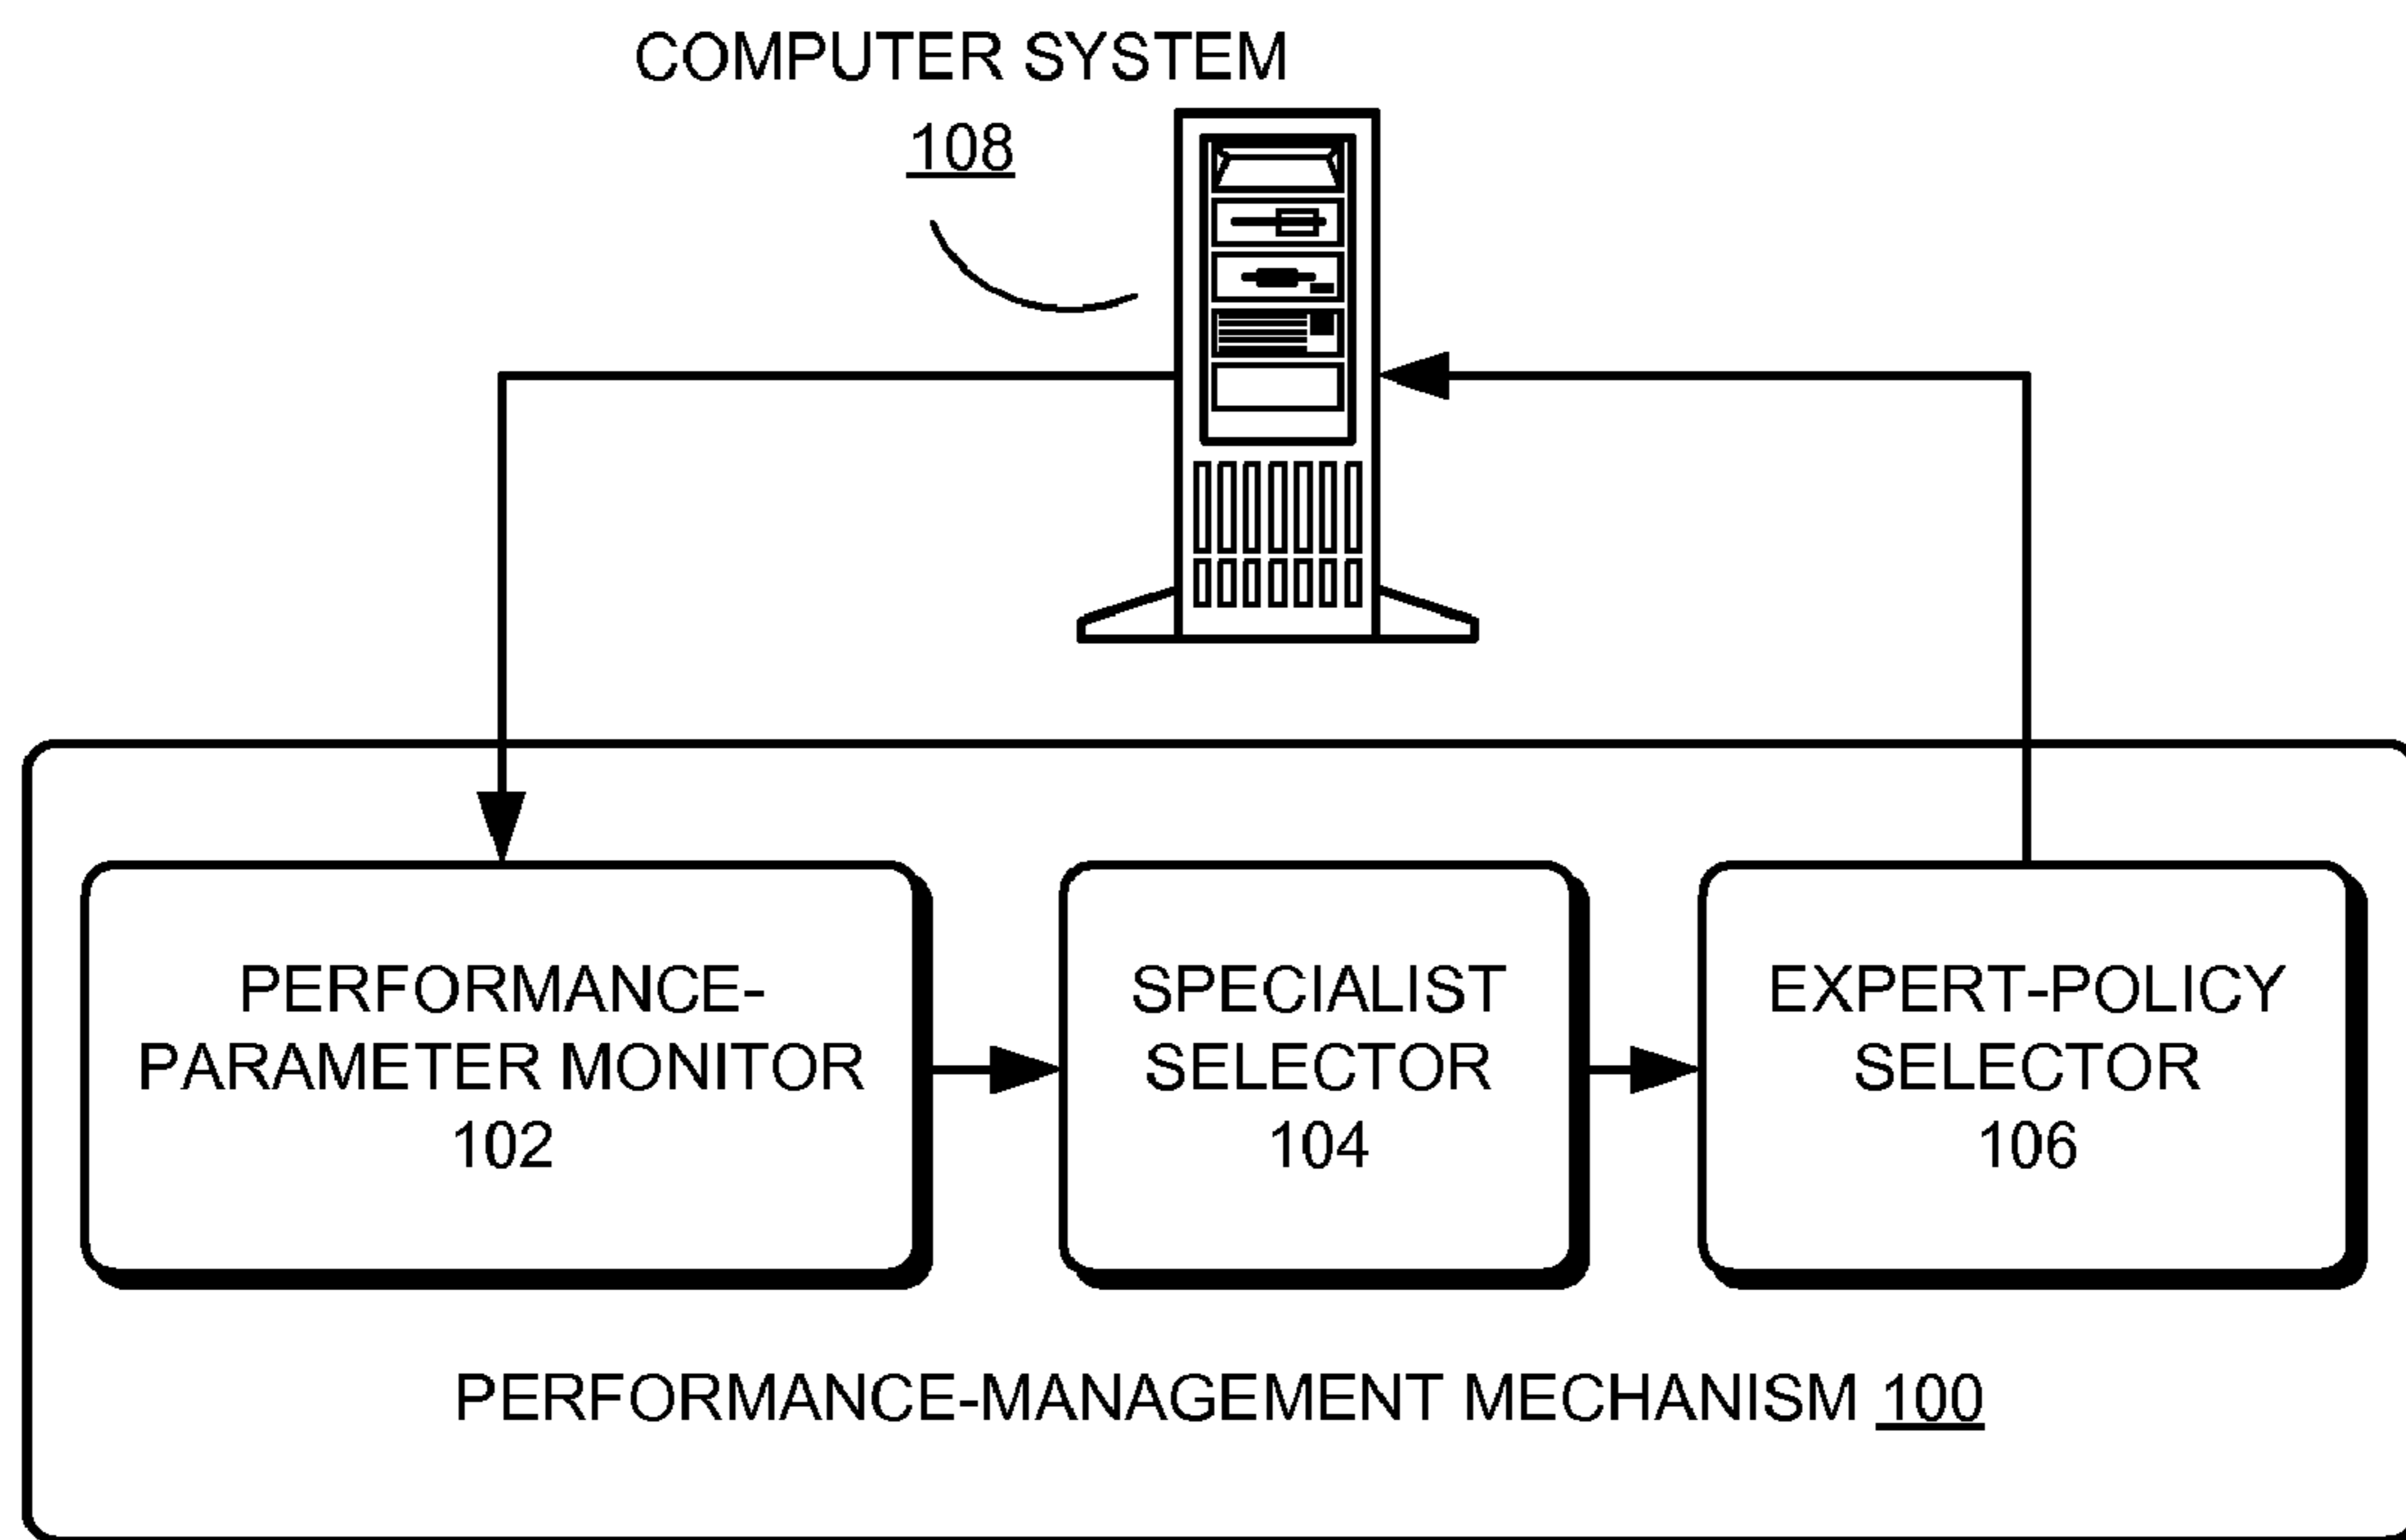 COMPUTER SYSTEM
108
PERFORMANCE-
PARAMETER MONITOR
102
SPECIALIST
SELECTOR
104
EXPERT-POLICY
SELECTOR
106
PERFORMANCE-MANAGEMENT MECHANISM 100